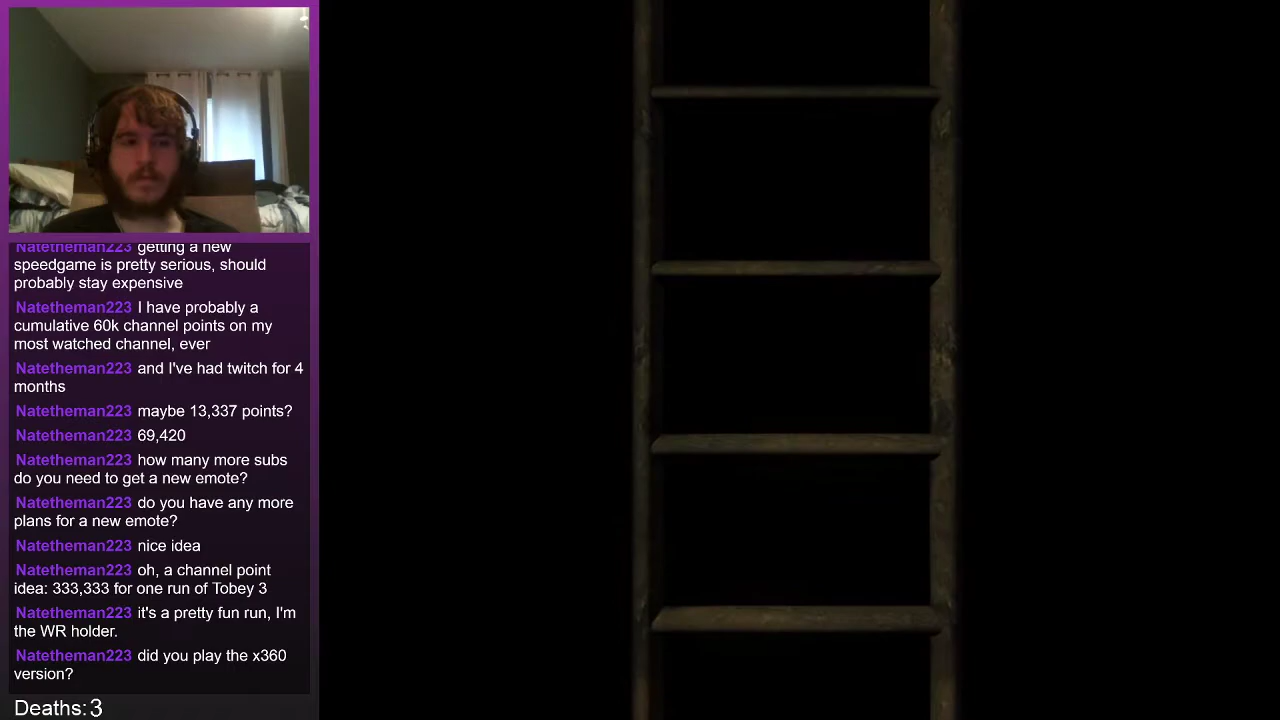 Natetheman223 getting a new
speedgame is pretty serious, should
probably stay expensive
Natetheman223 I have probably a
cumulative 60k channel points on my
most watched channel, ever
Natetheman223 and I've had twitch for 4
months
Natetheman223 maybe 13,337 points?
Natetheman223 69,420
Natetheman223 how many more subs
do you need to get a new emote?
Natetheman223 do you have any more
plans for a new emote?
Natetheman223 nice idea
Natetheman223 oh, a channel point
idea: 333,333 for one run of Tobey 3
Natetheman223 it's a pretty fun run, I'm
the WR holder.
Natetheman223 did you play the x360
version?
Deaths: 3